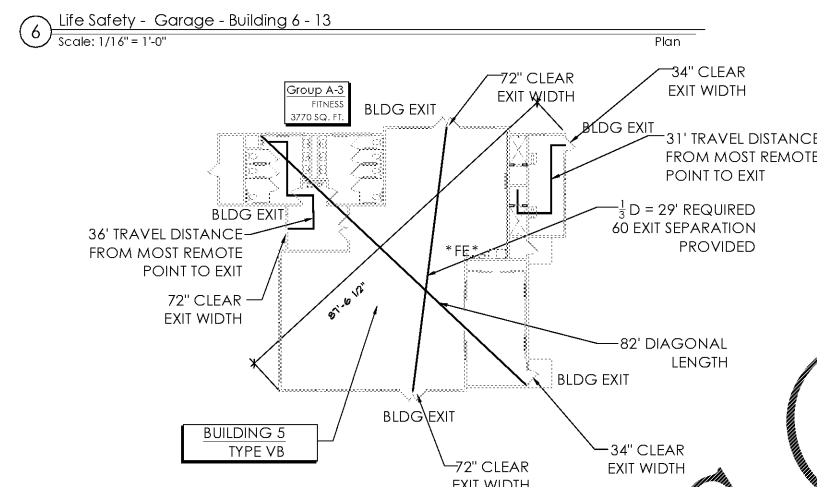 6
Life Safety - Garage - Building 6 - 13
Scale: 1/16" = 1'-0"
Plan
Group A-3
FITNESS
3770 SQ. FT.
BLDG EXIT
72" CLEAR
EXIT WIDTH
34" CLEAR
EXIT WIDTH
BLDG EXIT
31' TRAVEL DISTANCE
FROM MOST REMOTE
POINT TO EXIT
BLDG EXIT
36' TRAVEL DISTANCE
FROM MOST REMOTE
POINT TO EXIT
1/3 D = 29' REQUIRED
60 EXIT SEPARATION
PROVIDED
*FE*
72" CLEAR
EXIT WIDTH
87'-6 1/2"
82' DIAGONAL
LENGTH
BLDG EXIT
BLDG EXIT
BUILDING 5
TYPE VB
34" CLEAR
EXIT WIDTH
72" CLEAR
EXIT WIDTH